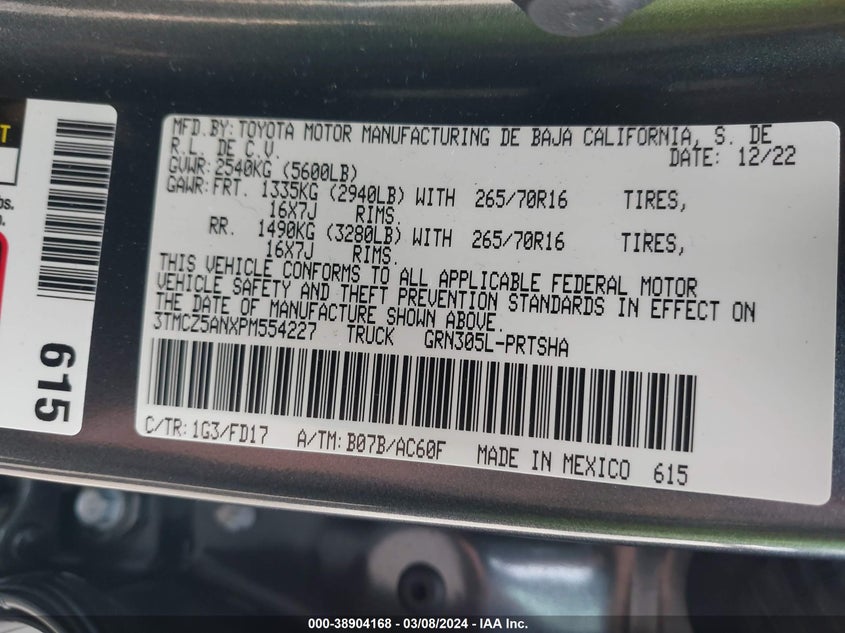 MFD.BY:TOYOTA MOTOR MANUFACTURING DE BAJA CALIFORNIA, S. DE
R.L. DE C.V. DATE: 12/22
GVWR: 2540KG (5600LB)
GAWR:FRT. 1335KG (2940LB) WITH 265/70R16 TIRES,
16X7J RIMS.
RR. 1490KG (3280LB) WITH 265/70R16 TIRES,
16X7J RIMS.
THIS VEHICLE CONFORMS TO ALL APPLICABLE FEDERAL MOTOR
VEHICLE SAFETY AND THEFT PREVENTION STANDARDS IN EFFECT ON
THE DATE OF MANUFACTURE SHOWN ABOVE.
3TMCZ5ANXPM554227 TRUCK GRN305L-PRTSHA
C/TR:1G3/FD17 A/TM:B07B/AC60F MADE IN MEXICO 615
615
000-38904168 - 03/08/2024 - IAA Inc.